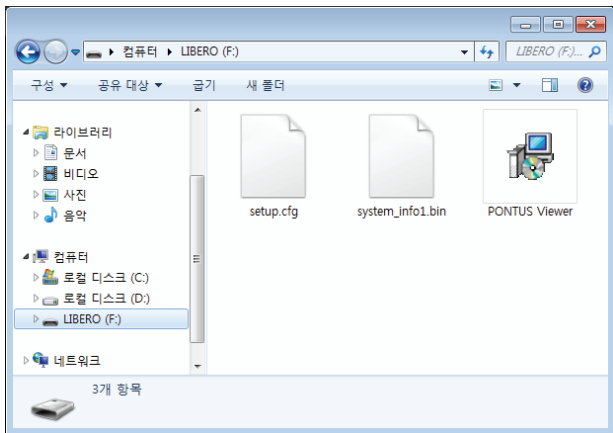 컴퓨터 ▸ LIBERO (F:)
LIBERO (F:)...
구성 공유 대상 굽기 새 폴더
라이브러리
문서
비디오
사진
음악
컴퓨터
로컬 디스크 (C:)
로컬 디스크 (D:)
LIBERO (F:)
네트워크
setup.cfg
system_info1.bin
PONTUS Viewer
3개 항목